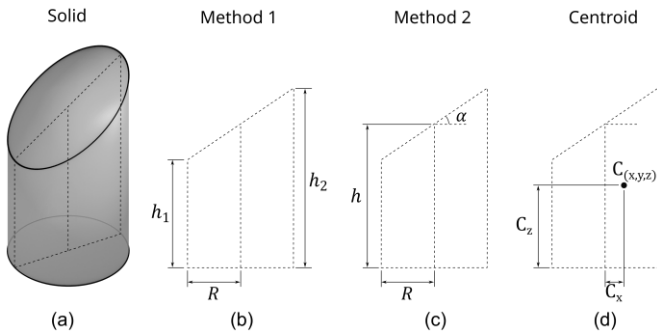 Solid
Method 1
Method 2
Centroid
h₁
h₂
R
h
α
R
C(x,y,z)
Cz
Cx
(a)
(b)
(c)
(d)